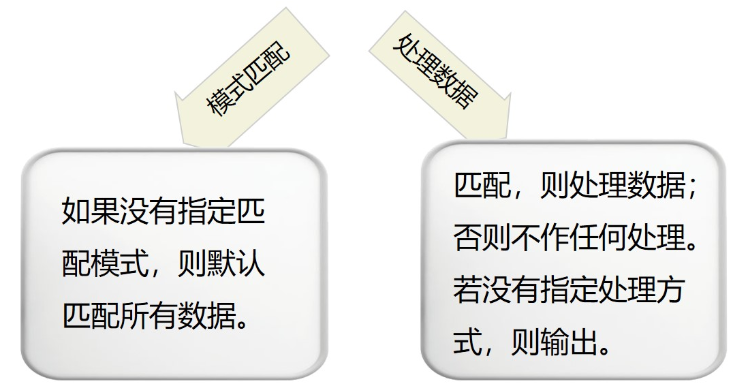 模式匹配
处理数据
如果没有指定匹
配模式，则默认
匹配所有数据。
匹配，则处理数据；
否则不作任何处理。
若没有指定处理方
式，则输出。